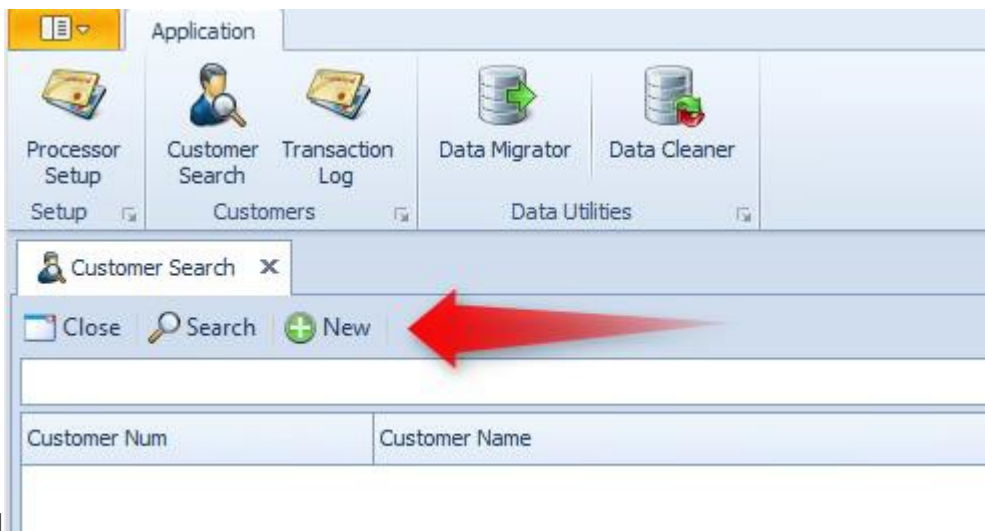 Application
Processor Setup
Customer Search
Transaction Log
Data Migrator
Data Cleaner
Setup
Customers
Data Utilities
Customer Search
Close
Search
New
Customer Num
Customer Name